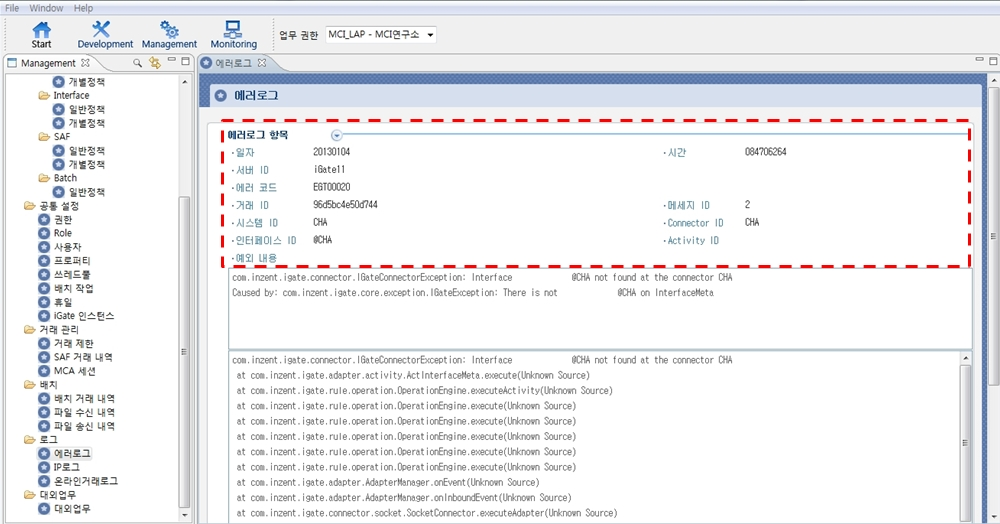 File Window Help
Start Development Management Monitoring 업무 권한 MCI_LAP - MCI연구소
Management
개별정책
Interface
일반정책
개별정책
SAF
일반정책
개별정책
Batch
일반정책
공통 설정
권한
Role
사용자
프로퍼티
쓰레드풀
배치 작업
휴일
iGate 인스턴스
거래 관리
거래 제한
SAF 거래 내역
MCA 세션
배치
배치 거래 내역
파일 수신 내역
파일 송신 내역
로그
에러로그
IP로그
온라인거래로그
대외업무
대외업무
에러로그
에러로그
에러로그 항목
·일자 20130104 ·시간 084706264
·서버 ID iGate11
·에러 코드 EGT00020
·거래 ID 96d5bc4e50d744 ·메세지 ID 2
·시스템 ID CHA ·Connector ID CHA
·인터페이스 ID @CHA ·Activity ID
·예외 내용
com.inzent.igate.connector.IGateConnectorException: Interface @CHA not found at the connector CHA
Caused by: com.inzent.igate.core.exception.IGateException: There is not @CHA on InterfaceMeta
com.inzent.igate.connector.IGateConnectorException: Interface @CHA not found at the connector CHA
at com.inzent.igate.adapter.activity.ActInterfaceMeta.execute(Unknown Source)
at com.inzent.igate.rule.operation.OperationEngine.executeActivity(Unknown Source)
at com.inzent.igate.rule.operation.OperationEngine.execute(Unknown Source)
at com.inzent.igate.rule.operation.OperationEngine.execute(Unknown Source)
at com.inzent.igate.rule.operation.OperationEngine.execute(Unknown Source)
at com.inzent.igate.rule.operation.OperationEngine.execute(Unknown Source)
at com.inzent.igate.rule.operation.OperationEngine.execute(Unknown Source)
at com.inzent.igate.adapter.AdapterManager.onEvent(Unknown Source)
at com.inzent.igate.adapter.AdapterManager.onInboundEvent(Unknown Source)
at com.inzent.igate.connector.socket.SocketConnector.executeAdapter(Unknown Source)